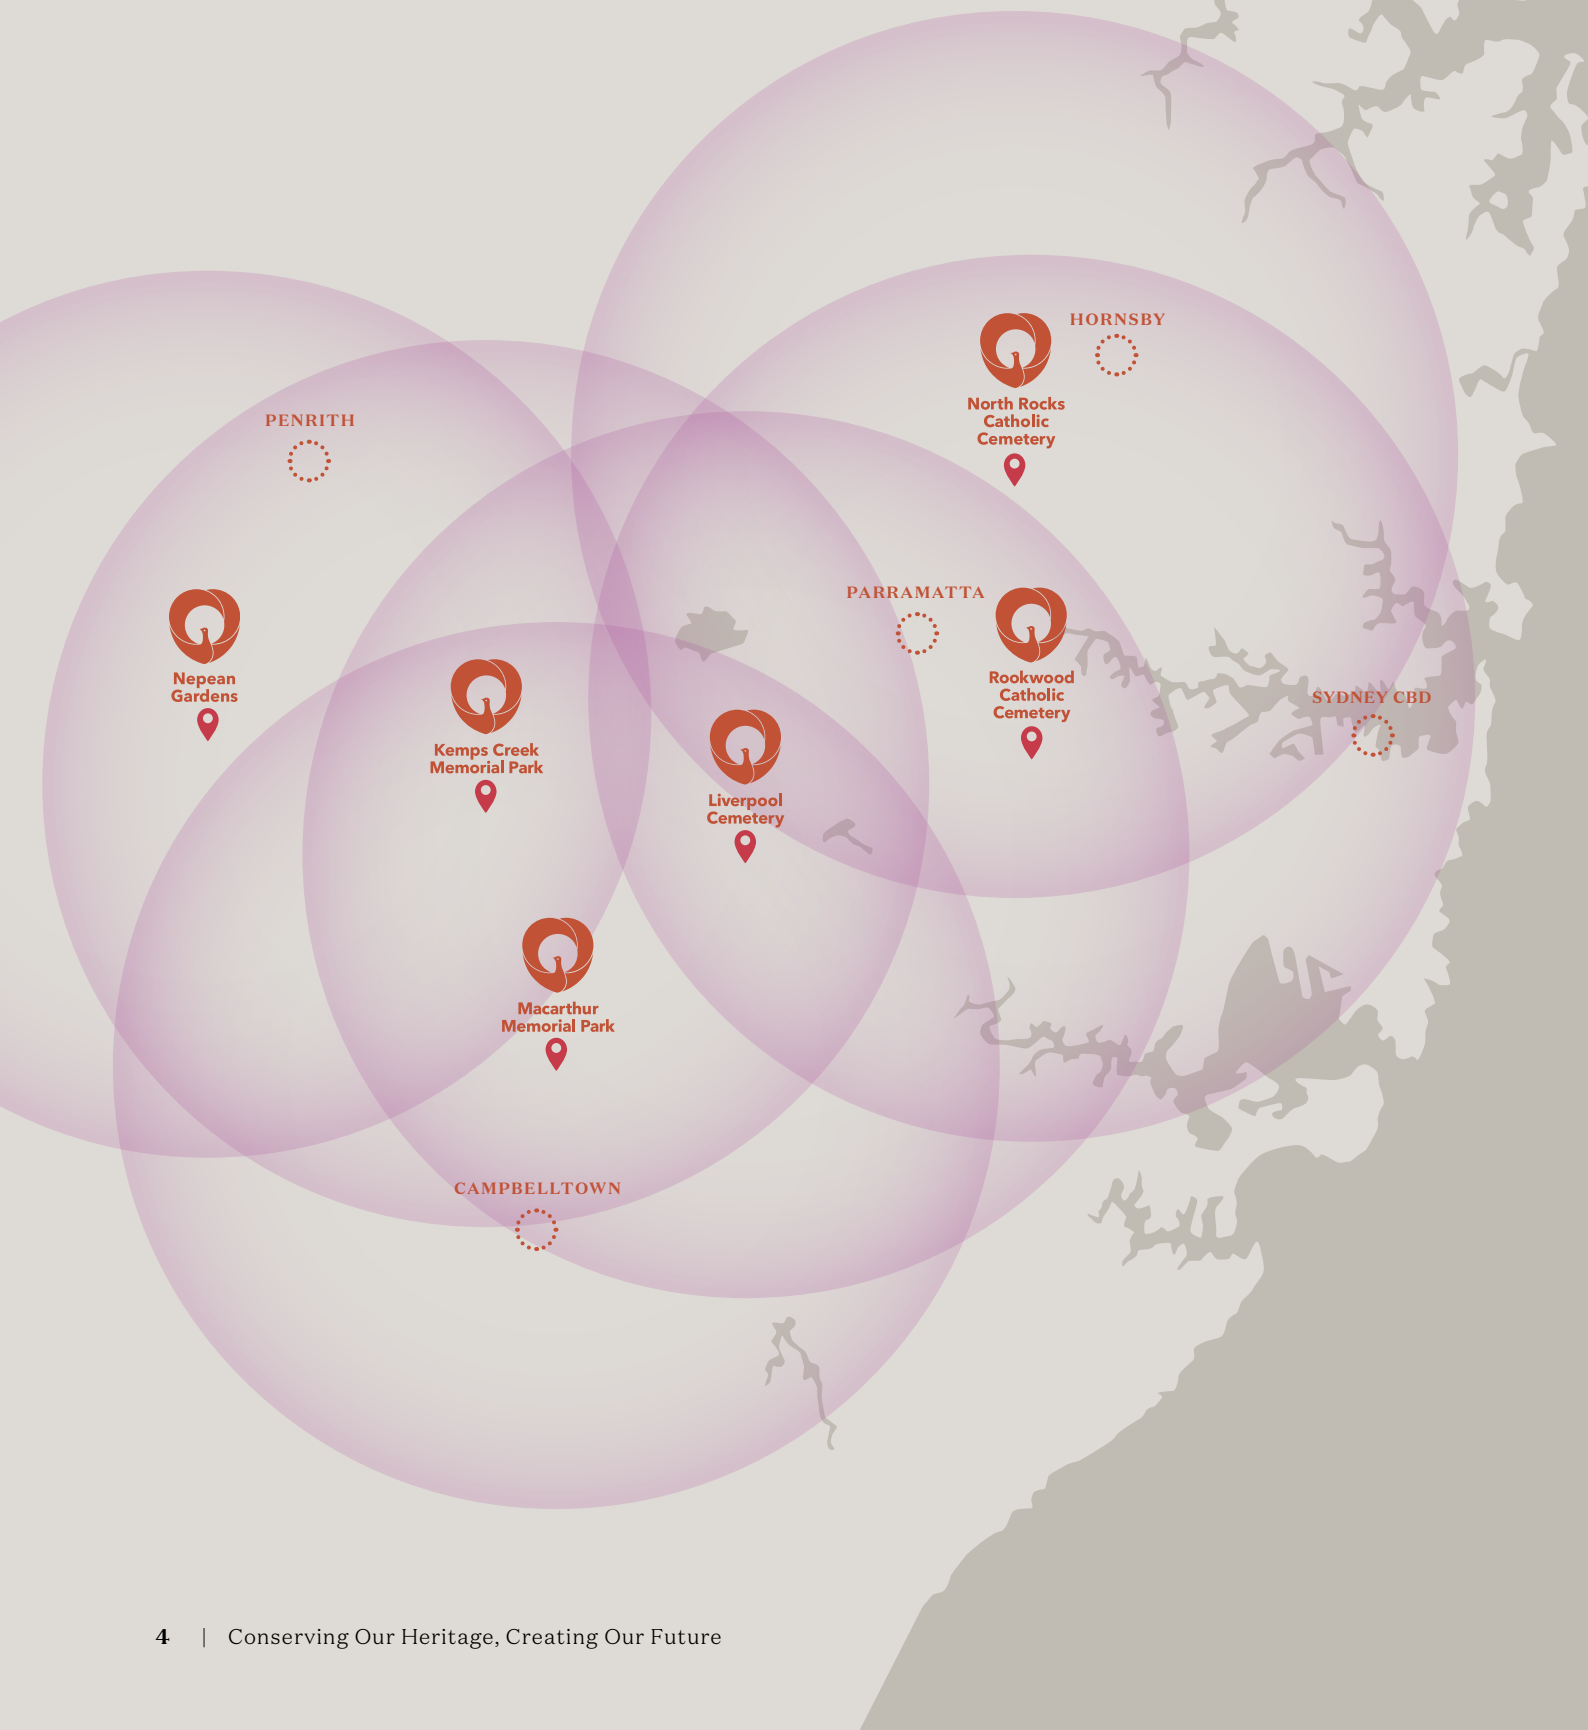 HORNSBY
North Rocks
Catholic
Cemetery
PENRITH
PARRAMATTA
Nepean
Gardens
Rookwood
Catholic
Cemetery
SYDNEY CBD
Kemps Creek
Memorial Park
Liverpool
Cemetery
Macarthur
Memorial Park
CAMPBELLTOWN
4 | Conserving Our Heritage, Creating Our Future